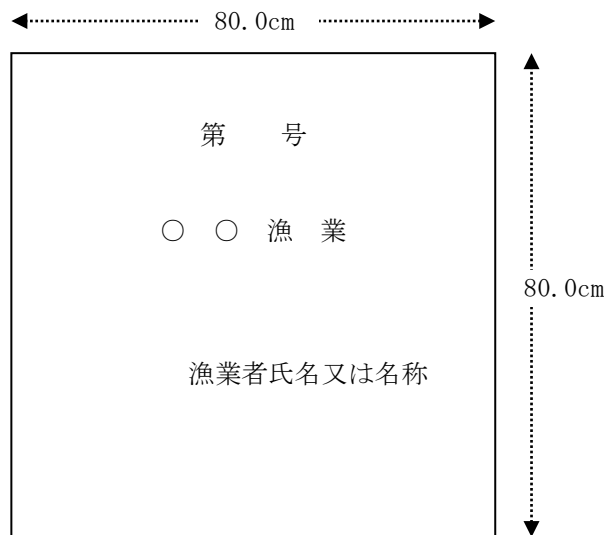 80.0cm
第　　号
○　○　漁　業
80.0cm
漁業者氏名又は名称